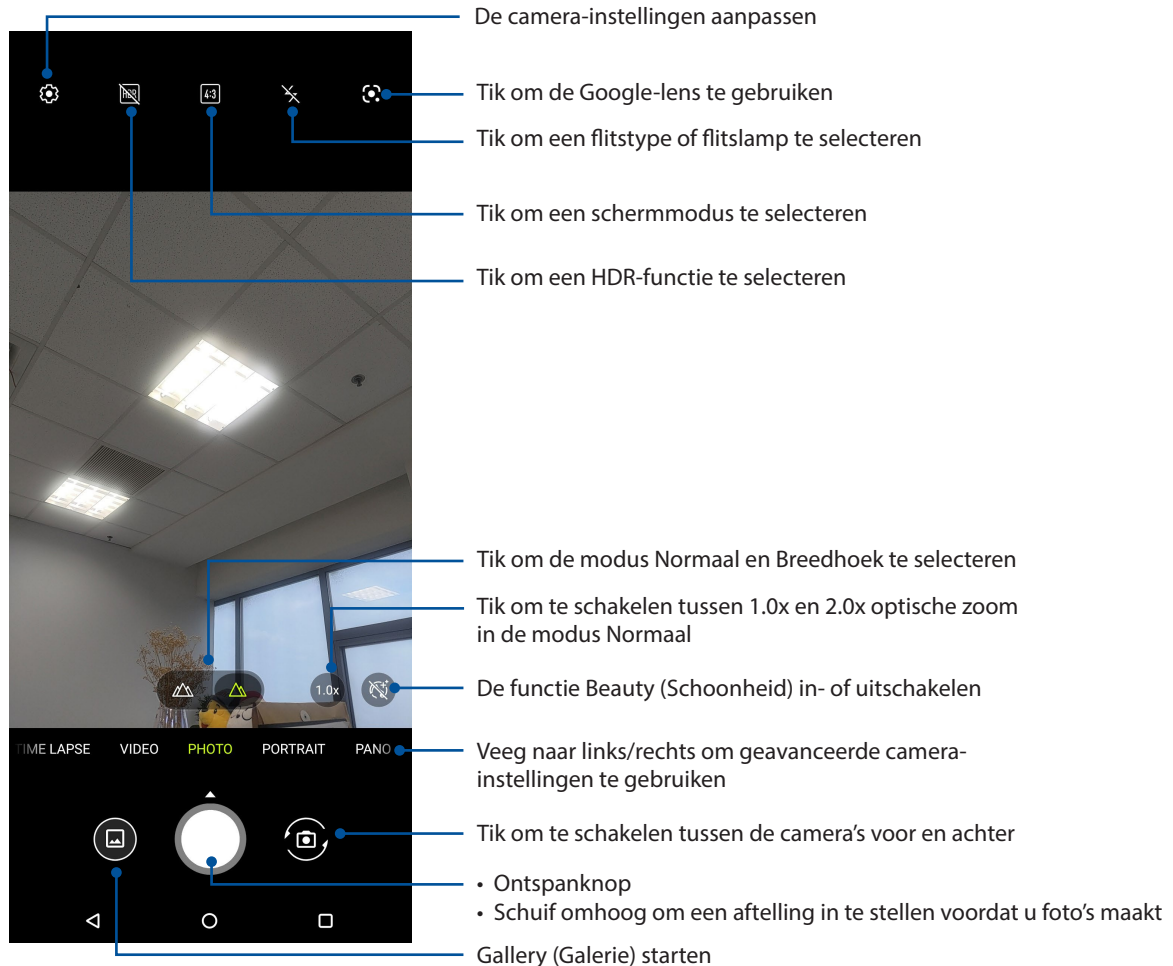 De camera-instellingen aanpassen
HDR
4:3
Tik om de Google-lens te gebruiken
Tik om een flitstype of flitslamp te selecteren
Tik om een schermmodus te selecteren
Tik om een HDR-functie te selecteren
Tik om de modus Normaal en Breedhoek te selecteren
Tik om te schakelen tussen 1.0x en 2.0x optische zoom
in de modus Normaal
1.0x
De functie Beauty (Schoonheid) in- of uitschakelen
TIME LAPSE VIDEO PHOTO PORTRAIT PANO
Veeg naar links/rechts om geavanceerde camera-
instellingen te gebruiken
Tik om te schakelen tussen de camera’s voor en achter
• Ontspanknop
• Schuif omhoog om een aftelling in te stellen voordat u foto’s maakt
Gallery (Galerie) starten